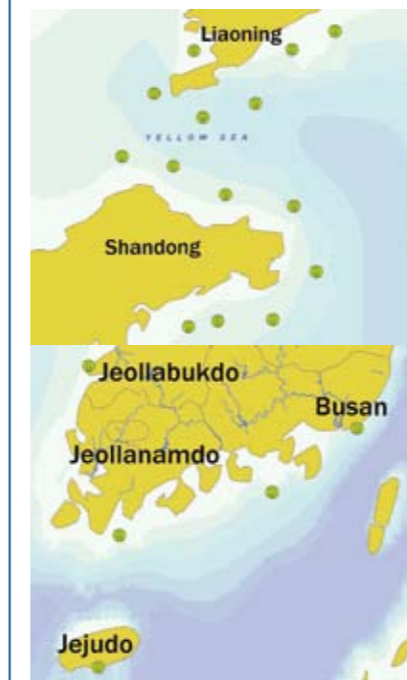 Liaoning
YELLOW SEA
Shandong
Jeollabukdo
Busan
Jeollanamdo
Jejudo